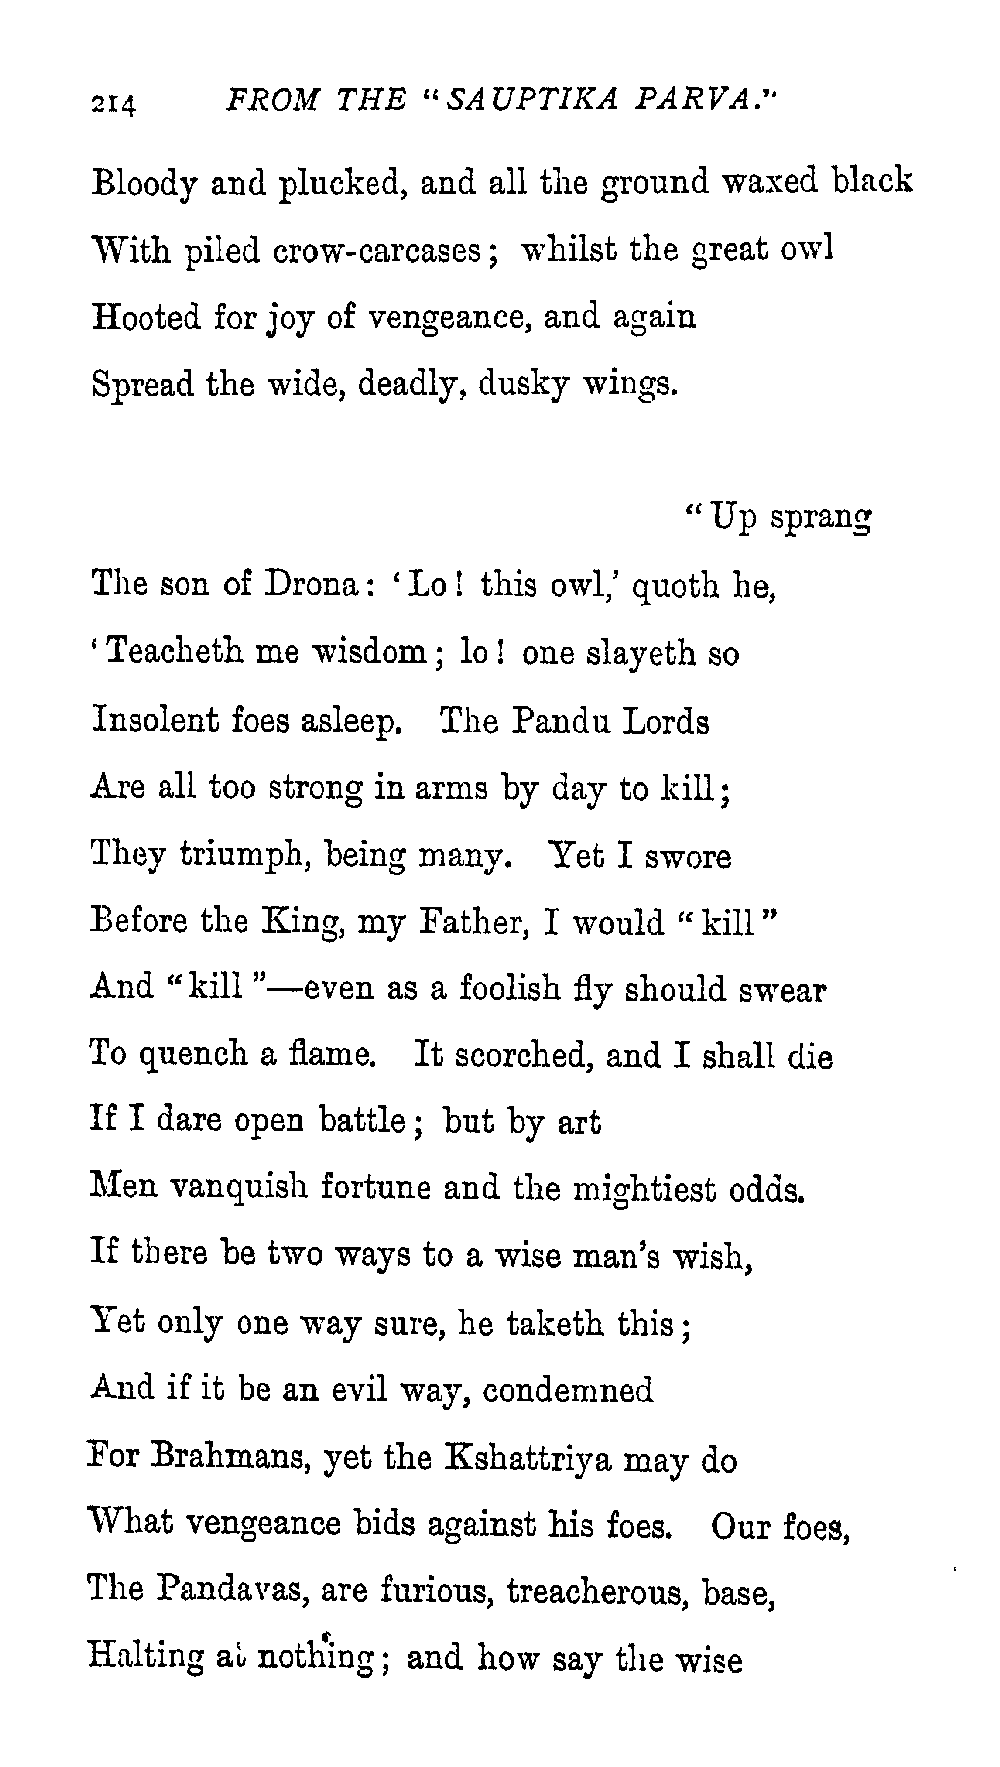 214 FROM THE "SAUPTIKA PARVA."
Bloody and plucked, and all the ground waxed black
With piled crow-carcases; whilst the great owl
Hooted for joy of vengeance, and again
Spread the wide, deadly, dusky wings.
"Up sprang
The son of Drona: 'Lo! this owl,' quoth he,
'Teacheth me wisdom; lo! one slayeth so
Insolent foes asleep. The Pandu Lords
Are all too strong in arms by day to kill;
They triumph, being many. Yet I swore
Before the King, my Father, I would "kill"
And "kill"—even as a foolish fly should swear
To quench a flame. It scorched, and I shall die
If I dare open battle; but by art
Men vanquish fortune and the mightiest odds.
If there be two ways to a wise man's wish,
Yet only one way sure, he taketh this;
And if it be an evil way, condemned
For Brahmans, yet the Kshattriya may do
What vengeance bids against his foes. Our foes,
The Pandavas, are furious, treacherous, base,
Halting at nothing; and how say the wise